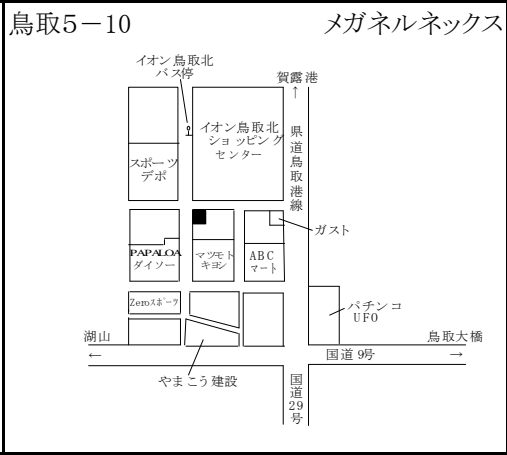 鳥取5－10
メガネルネックス
イオン鳥取北
バス停
賀露港
↑
イオン鳥取北
ショッピング
センター
県道鳥取港線
スポーツ
デポ
ガスト
PAPALOA
ダイソー
マツモト
キヨシ
ABC
マート
Zeroスポーツ
パチンコ
UFO
湖山
←
鳥取大橋
→
国道9号
やまこう建設
国道29号